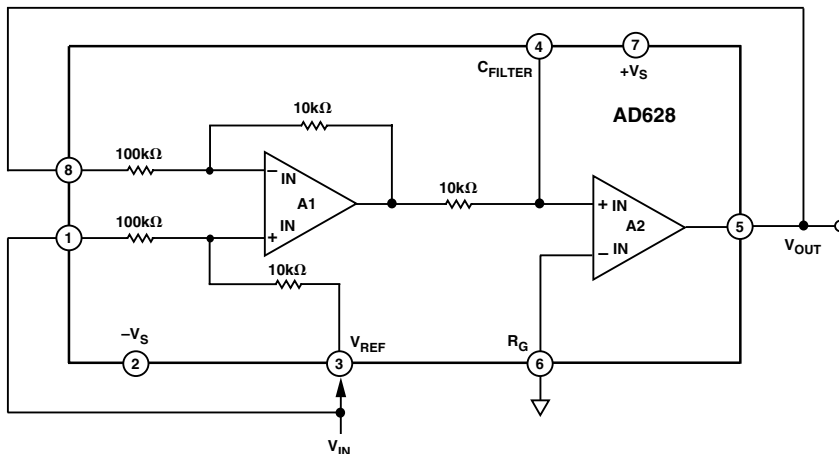 4
7
C_FILTER
+V_S
10kΩ
AD628
100kΩ
8
– IN
A1
10kΩ
+ IN
A2
5
100kΩ
1
IN
+
– IN
V_OUT
10kΩ
–V_S
V_REF
R_G
2
3
6
V_IN